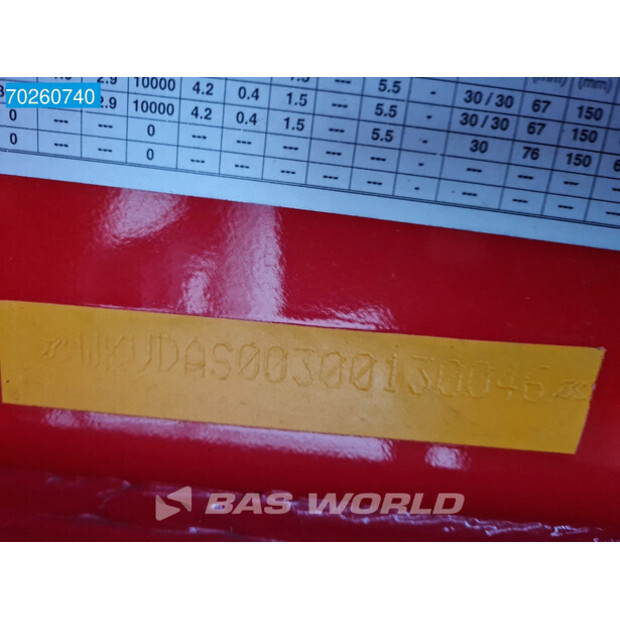 70260740
2.9 10000 4.2 0.4 1.5 --- 5.5 - 30 / 30 67 150
0 --- 2.9 10000 4.2 0.4 1.5 --- 5.5 - 30 / 30 67 150
0 --- --- 0 --- --- --- --- 5.5 - 30 76 150
--- --- 0 --- --- --- --- --- - --- --- ---
WKVDAS00300130046
BAS WORLD